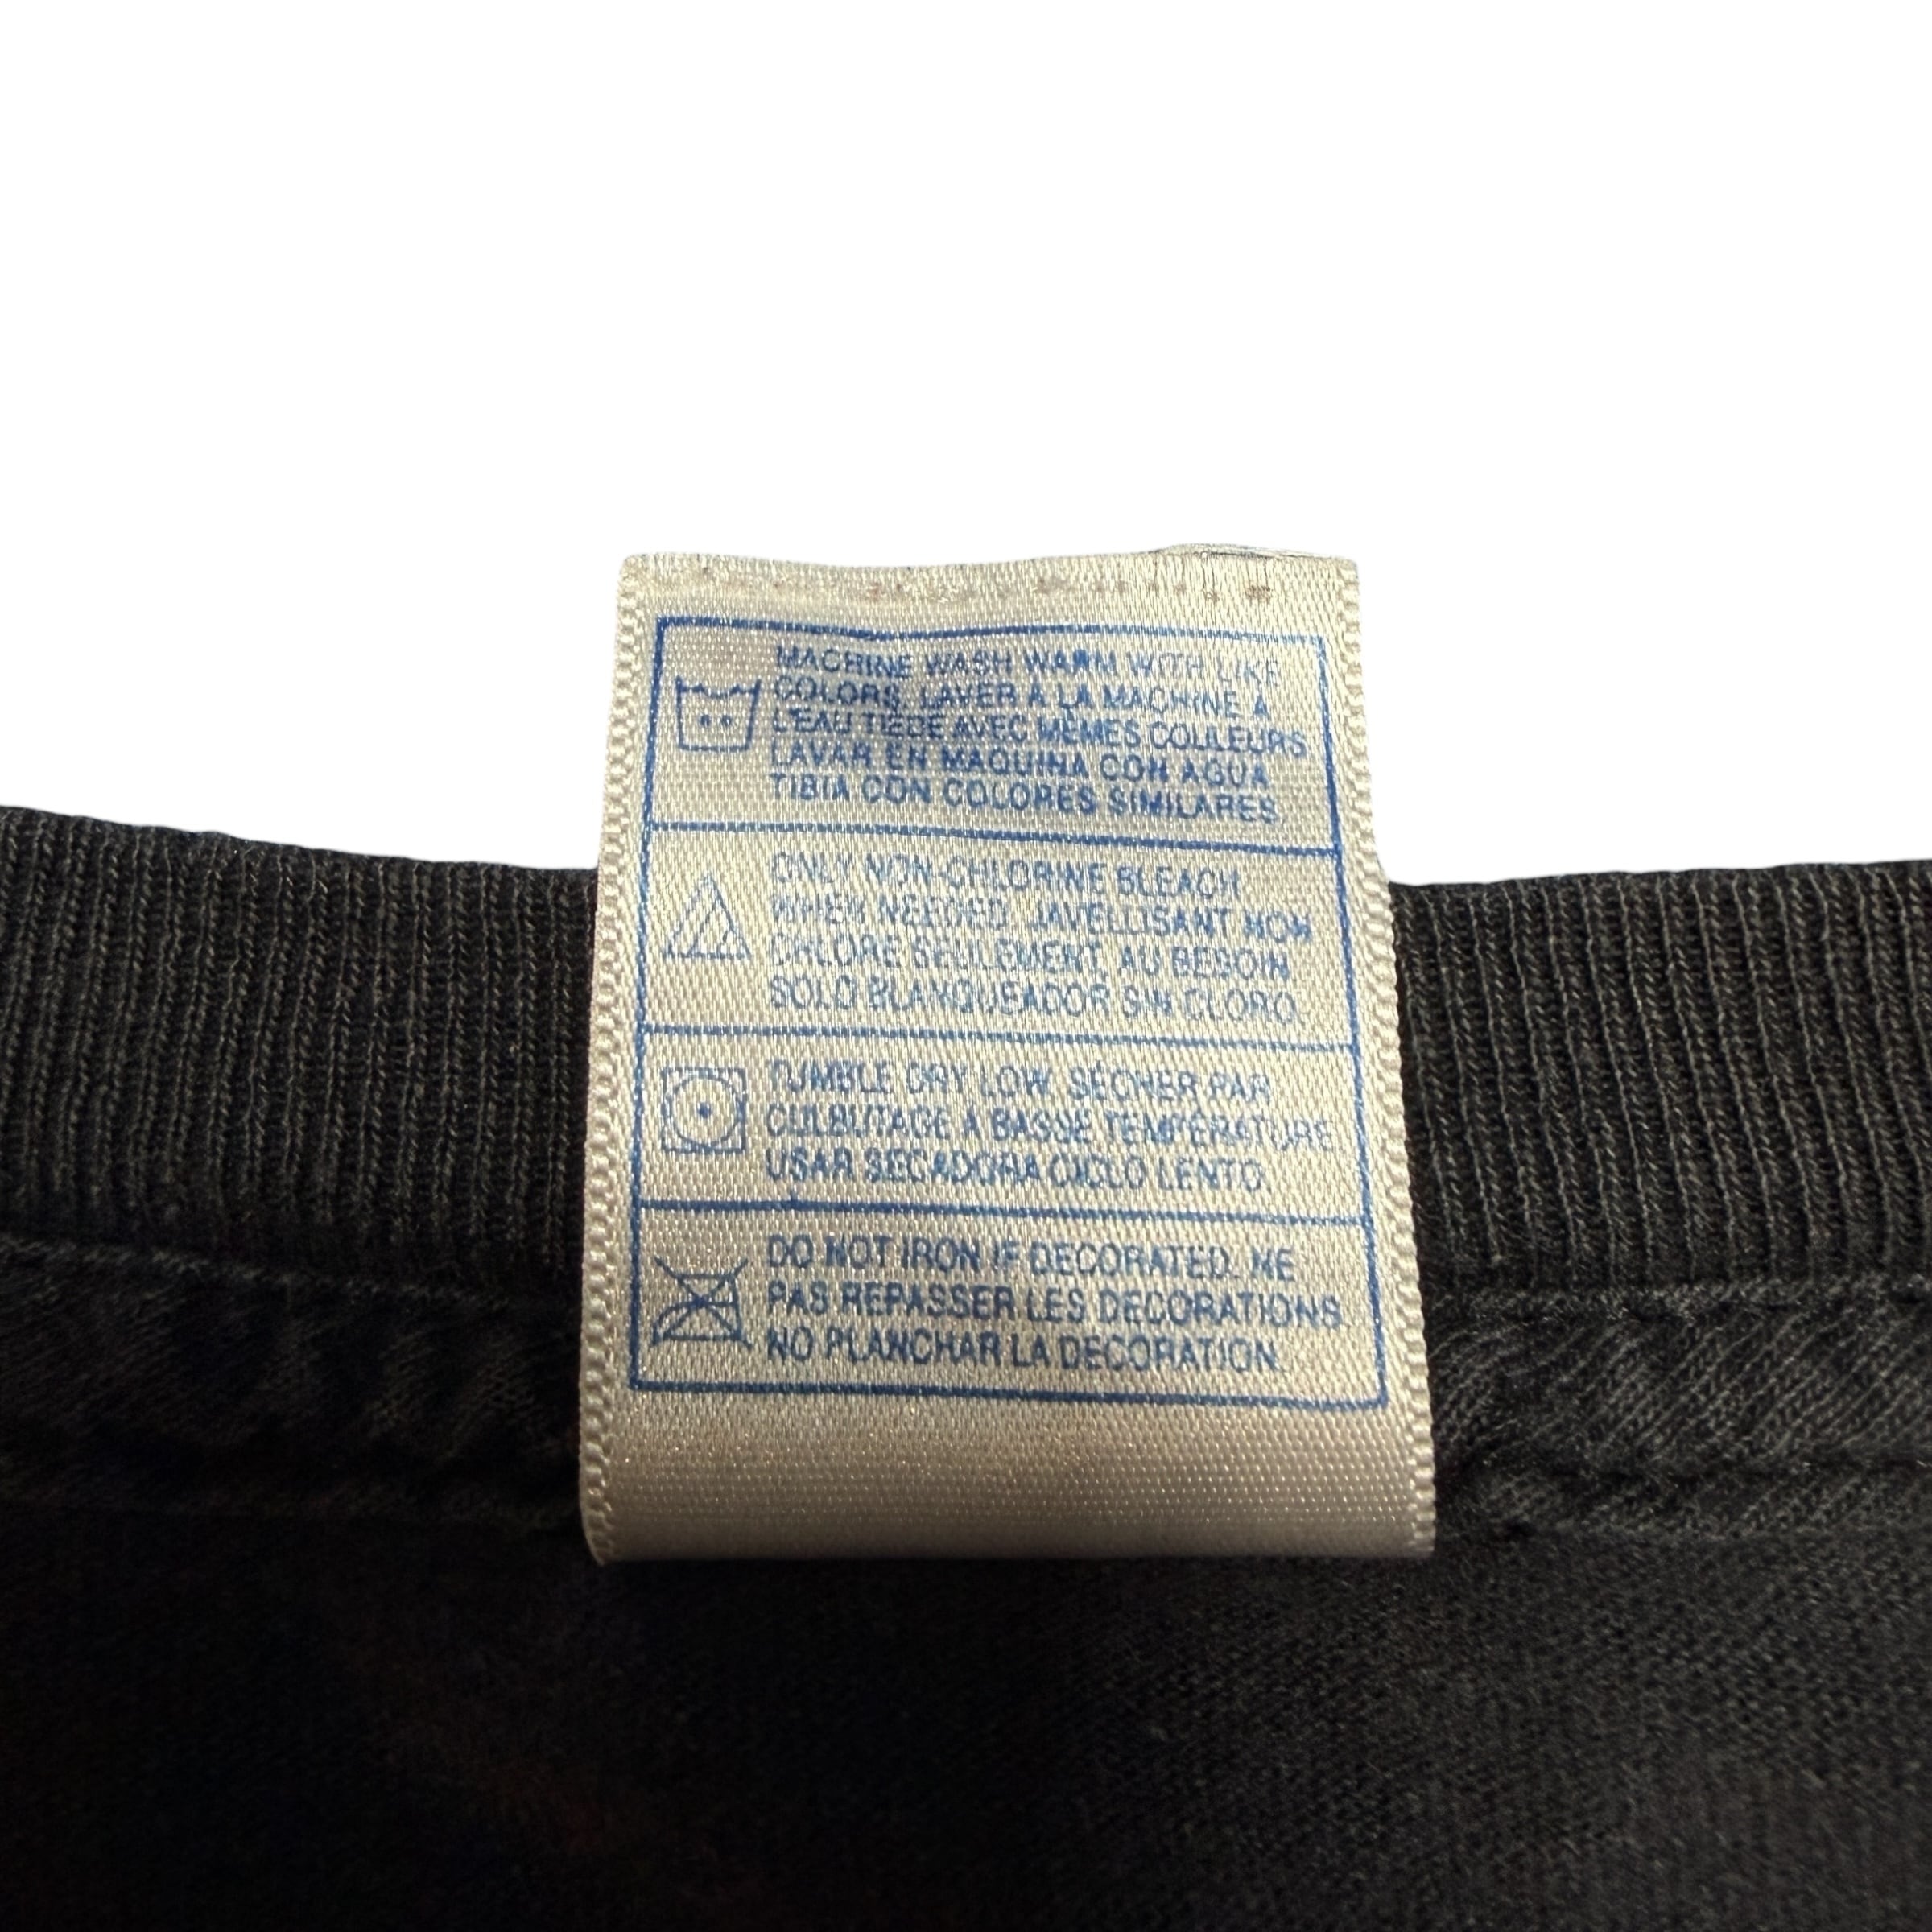 MACHINE WASH WARM WITH LIKE
COLORS. LAVER À LA MACHINE À
L'EAU TIÈDE AVEC MÊMES COULEURS
LAVAR EN MAQUINA CON AGUA
TIBIA CON COLORES SIMILARES.
ONLY NON-CHLORINE BLEACH
WHEN NEEDED. JAVELLISANT NON
CHLORE SEULEMENT AU BESOIN
SOLO BLANQUEADOR SIN CLORO.
TUMBLE DRY LOW. SÉCHER PAR
CULBUTAGE A BASSE TEMPÉRATURE.
USAR SECADORA CICLO LENTO.
DO NOT IRON IF DECORATED. NE
PAS REPASSER LES DECORATIONS
NO PLANCHAR LA DECORATION.